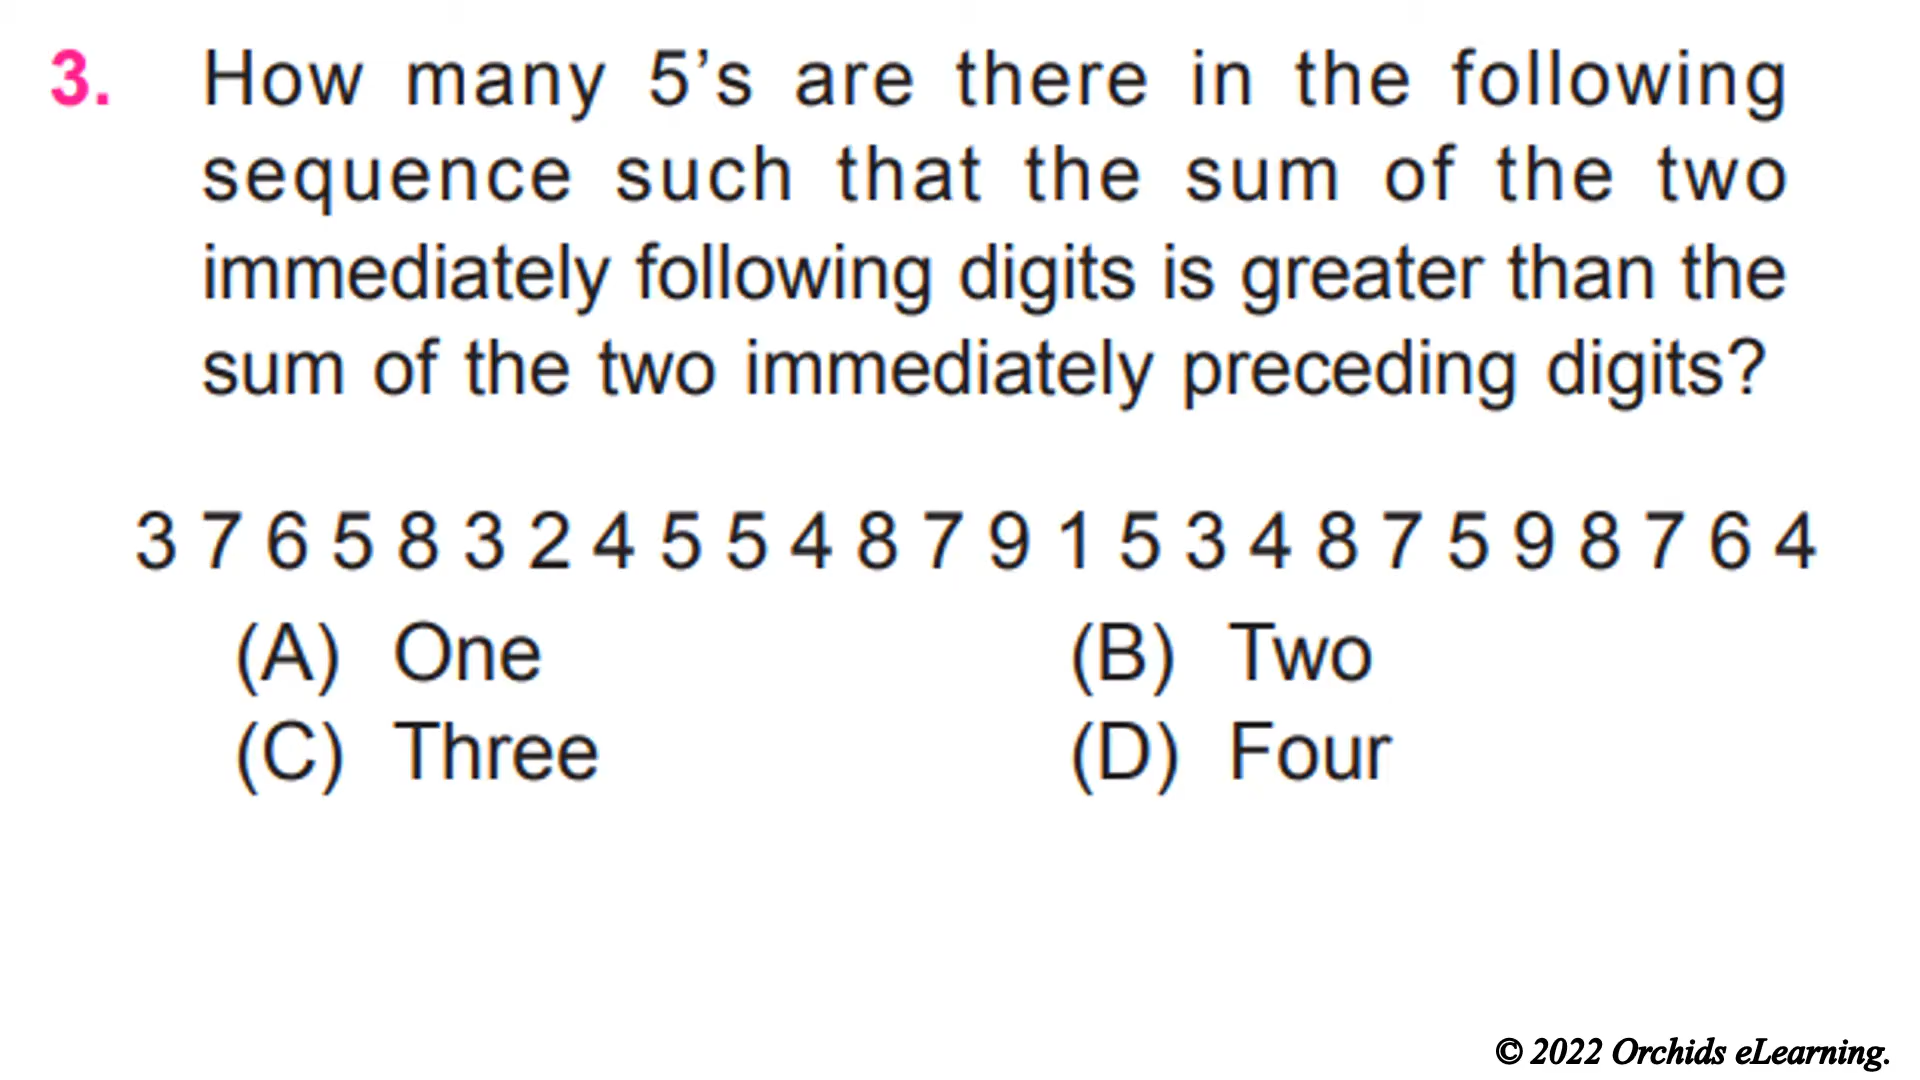 3. How many 5’s are there in the following
sequence such that the sum of the two
immediately following digits is greater than the
sum of the two immediately preceding digits?
3 7 6 5 8 3 2 4 5 5 4 8 7 9 1 5 3 4 8 7 5 9 8 7 6 4
(A) One (B) Two
(C) Three (D) Four
© 2022 Orchids eLearning.